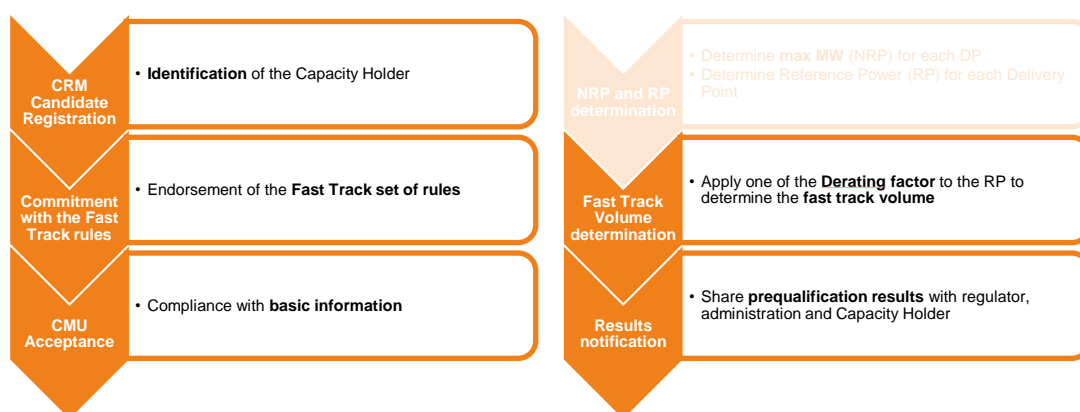 CRM
Candidate
Registration
• Identification of the Capacity Holder
Commitment
with the Fast
Track rules
• Endorsement of the Fast Track set of rules
CMU
Acceptance
• Compliance with basic information
NRP and RP
determination
• Determine max MW (NRP) for each DP
• Determine Reference Power (RP) for each Delivery
Point
Fast Track
Volume
determination
• Apply one of the Derating factor to the RP to
determine the fast track volume
Results
notification
• Share prequalification results with regulator,
administration and Capacity Holder